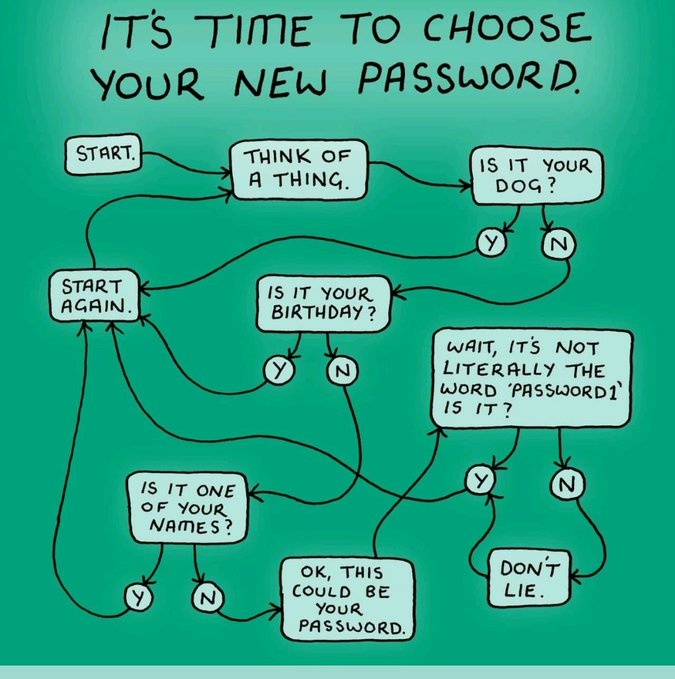 IT'S TIME TO CHOOSE
YOUR NEW PASSWORD.
START.
THINK OF
A THING.
IS IT YOUR
DOG?
Y
N
START
AGAIN.
IS IT YOUR
BIRTHDAY?
Y
N
WAIT, IT'S NOT
LITERALLY THE
WORD 'PASSWORD1'
IS IT?
Y
N
IS IT ONE
OF YOUR
NAMES?
Y
N
OK, THIS
COULD BE
YOUR
PASSWORD.
DON'T
LIE.